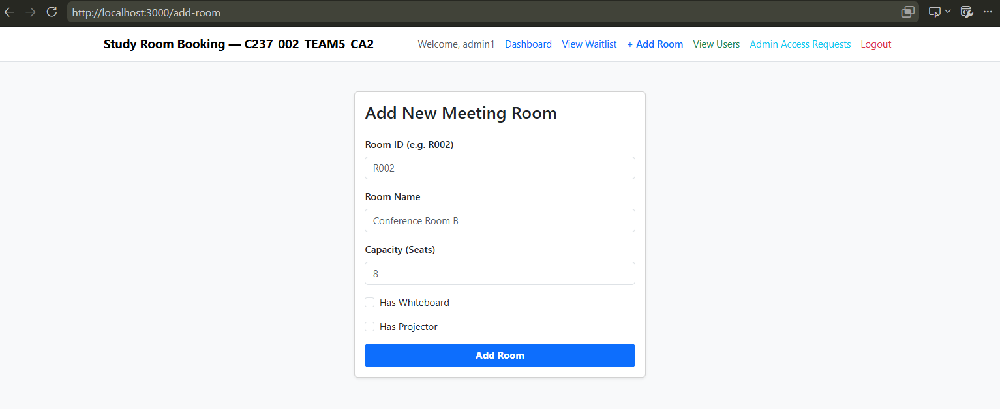 http://localhost:3000/add-room
Study Room Booking — C237_002_TEAM5_CA2 Welcome, admin1 Dashboard View Waitlist + Add Room View Users Admin Access Requests Logout
Add New Meeting Room
Room ID (e.g. R002)
R002
Room Name
Conference Room B
Capacity (Seats)
8
Has Whiteboard
Has Projector
Add Room